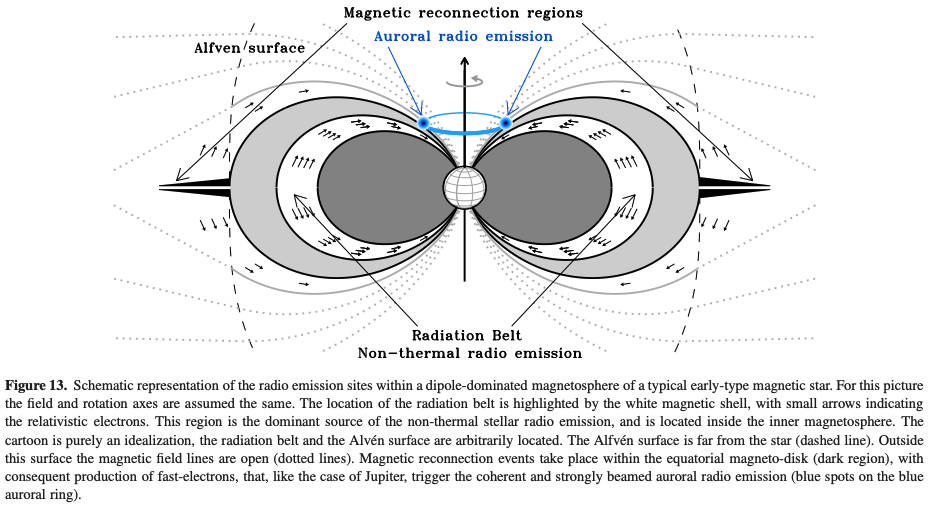 Magnetic reconnection regions
Auroral radio emission
Alfven surface
Radiation Belt
Non-thermal radio emission
Figure 13. Schematic representation of the radio emission sites within a dipole-dominated magnetosphere of a typical early-type magnetic star. For this picture
the field and rotation axes are assumed the same. The location of the radiation belt is highlighted by the white magnetic shell, with small arrows indicating
the relativistic electrons. This region is the dominant source of the non-thermal stellar radio emission, and is located inside the inner magnetosphere. The
cartoon is purely an idealization, the radiation belt and the Alvén surface are arbitrarily located. The Alfvén surface is far from the star (dashed line). Outside
this surface the magnetic field lines are open (dotted lines). Magnetic reconnection events take place within the equatorial magneto-disk (dark region), with
consequent production of fast-electrons, that, like the case of Jupiter, trigger the coherent and strongly beamed auroral radio emission (blue spots on the blue
auroral ring).